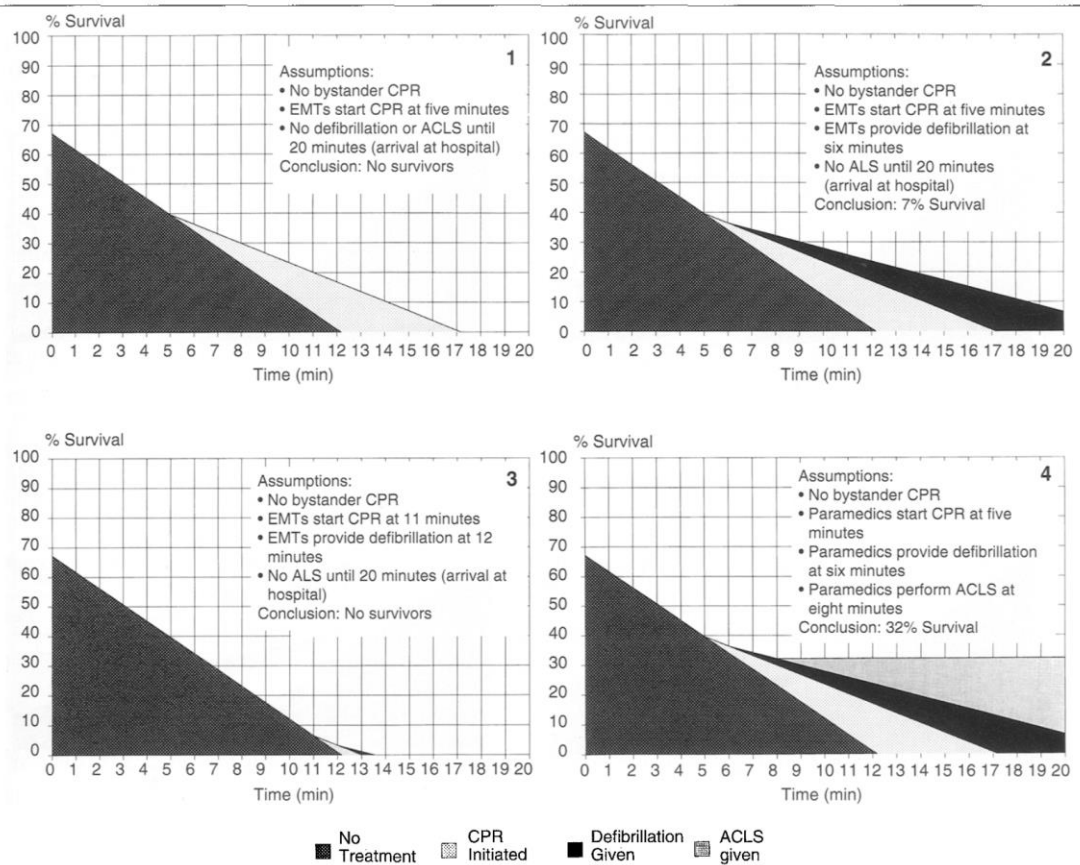 % Survival
100
90
80
70
60
50
40
30
20
10
0
0 1 2 3 4 5 6 7 8 9 10 11 12 13 14 15 16 17 18 19 20
Time (min)
1
Assumptions:
• No bystander CPR
• EMTs start CPR at five minutes
• No defibrillation or ACLS until
20 minutes (arrival at hospital)
Conclusion: No survivors
% Survival
100
90
80
70
60
50
40
30
20
10
0
0 1 2 3 4 5 6 7 8 9 10 11 12 13 14 15 16 17 18 19 20
Time (min)
2
Assumptions:
• No bystander CPR
• EMTs start CPR at five minutes
• EMTs provide defibrillation at
six minutes
• No ALS until 20 minutes
(arrival at hospital)
Conclusion: 7% Survival
% Survival
100
90
80
70
60
50
40
30
20
10
0
0 1 2 3 4 5 6 7 8 9 10 11 12 13 14 15 16 17 18 19 20
Time (min)
3
Assumptions:
• No bystander CPR
• EMTs start CPR at 11 minutes
• EMTs provide defibrillation at 12
minutes
• No ALS until 20 minutes (arrival at
hospital)
Conclusion: No survivors
% Survival
100
90
80
70
60
50
40
30
20
10
0
0 1 2 3 4 5 6 7 8 9 10 11 12 13 14 15 16 17 18 19 20
Time (min)
4
Assumptions:
• No bystander CPR
• Paramedics start CPR at five
minutes
• Paramedics provide defibrillation
at six minutes
• Paramedics perform ACLS at
eight minutes
Conclusion: 32% Survival
No
Treatment
CPR
Initiated
Defibrillation
Given
ACLS
given